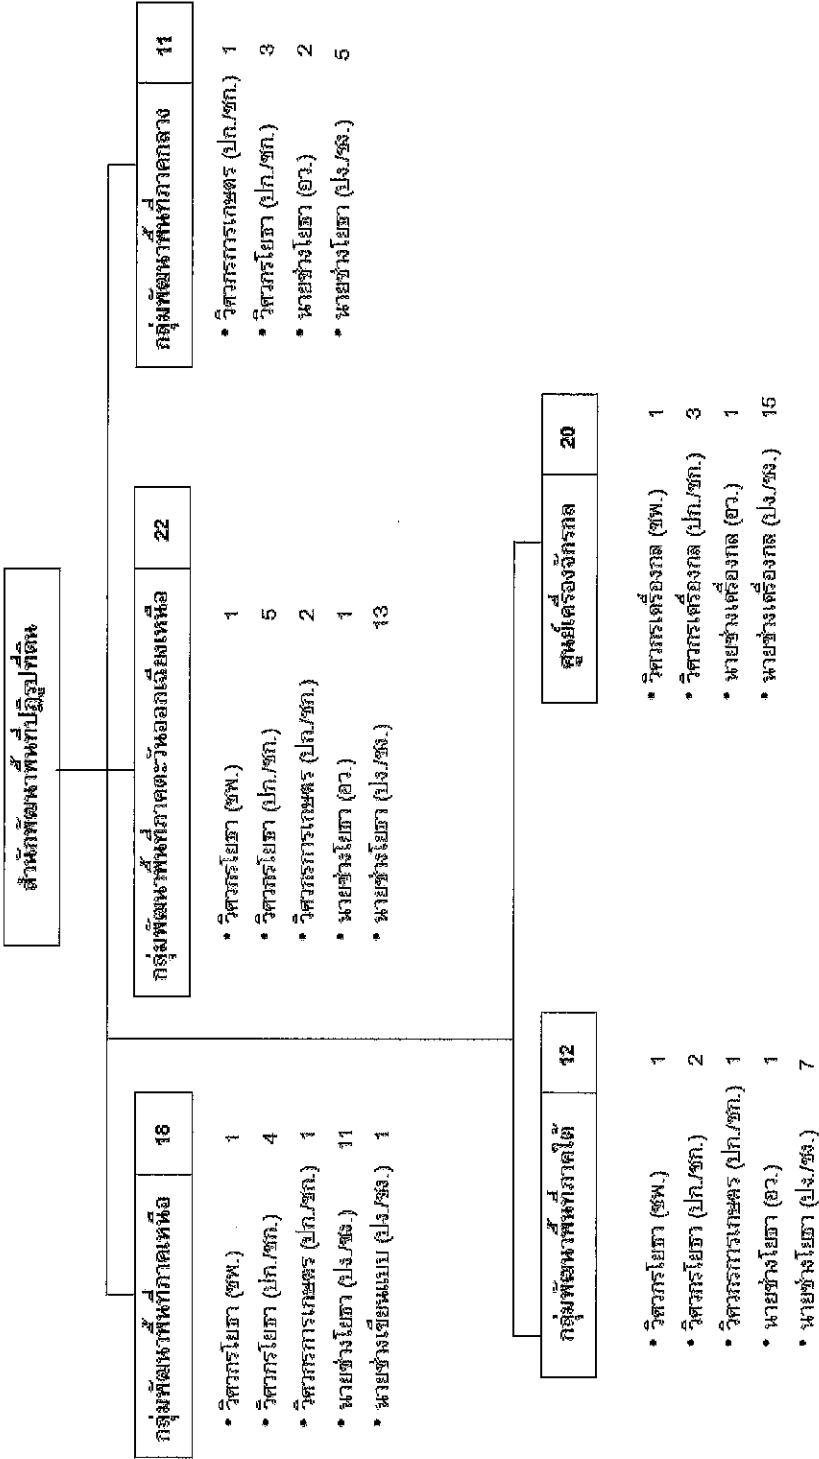 สำนักพัฒนาพื้นที่ปฏิรูปที่ดิน
กลุ่มพัฒนาพื้นที่ภาคเหนือ 18
• วิศวกรโยธา (ชพ.) 1
• วิศวกรโยธา (ปก./ชก.) 4
• วิศวกรการเกษตร (ปก./ชก.) 1
• นายช่างโยธา (ปง./ชง.) 11
• นายช่างเขียนแบบ (ปง./ชง.) 1
กลุ่มพัฒนาพื้นที่ภาคตะวันออกเฉียงเหนือ 22
• วิศวกรโยธา (ชพ.) 1
• วิศวกรโยธา (ปก./ชก.) 5
• วิศวกรการเกษตร (ปก./ชก.) 2
• นายช่างโยธา (อว.) 1
• นายช่างโยธา (ปง./ชง.) 13
กลุ่มพัฒนาพื้นที่ภาคกลาง 11
• วิศวกรการเกษตร (ปก./ชก.) 1
• วิศวกรโยธา (ปก./ชก.) 3
• นายช่างโยธา (อว.) 2
• นายช่างโยธา (ปง./ชง.) 5
กลุ่มพัฒนาพื้นที่ภาคใต้ 12
• วิศวกรโยธา (ชพ.) 1
• วิศวกรโยธา (ปก./ชก.) 2
• วิศวกรการเกษตร (ปก./ชก.) 1
• นายช่างโยธา (อว.) 1
• นายช่างโยธา (ปง./ชง.) 7
ศูนย์เครื่องจักรกล 20
• วิศวกรเครื่องกล (ชพ.) 1
• วิศวกรเครื่องกล (ปก./ชก.) 3
• นายช่างเครื่องกล (อว.) 1
• นายช่างเครื่องกล (ปง./ชง.) 15